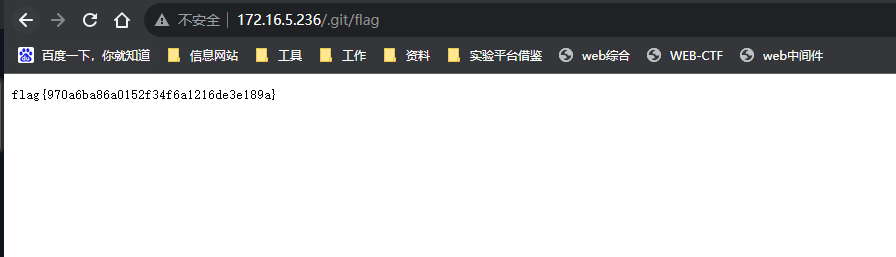 不安全 172.16.5.236/.git/flag
百度一下，你就知道 信息网站 工具 工作 资料 实验平台借鉴 web综合 WEB-CTF web中间件
flag{970a6ba86a0152f34f6a1216de3e189a}